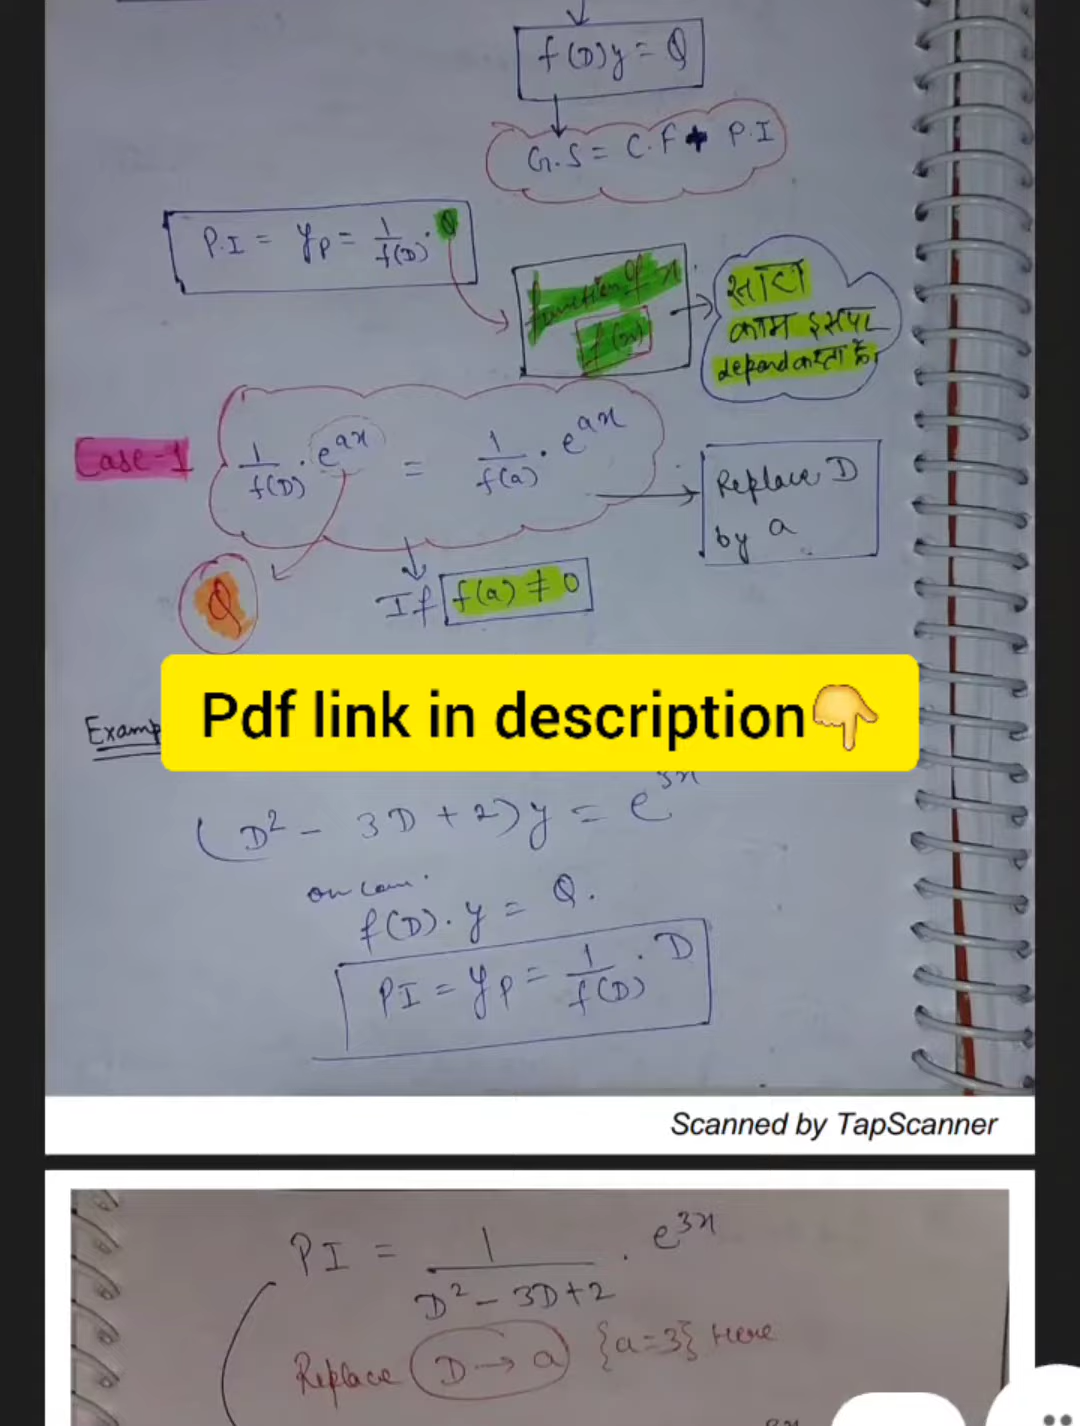 f(D)y = Q
G.S = C.F + P.I
P.I = yp = 1/f(D) . Q
function of x
f(x)
सारा
काम इसपर
depend करता है।
Case-1
1/f(D) . e^ax = 1/f(a) . e^ax
Replace D
by a
Q
If f(a) ≠ 0
Pdf link in description👇
Examp
(D² - 3D + 2)y = e^3x
f(D). y = Q.
PI = yp = 1/f(D) . D
Scanned by TapScanner
PI = 1/D² - 3D+2 . e^3x
Replace D → a {a=3} Here